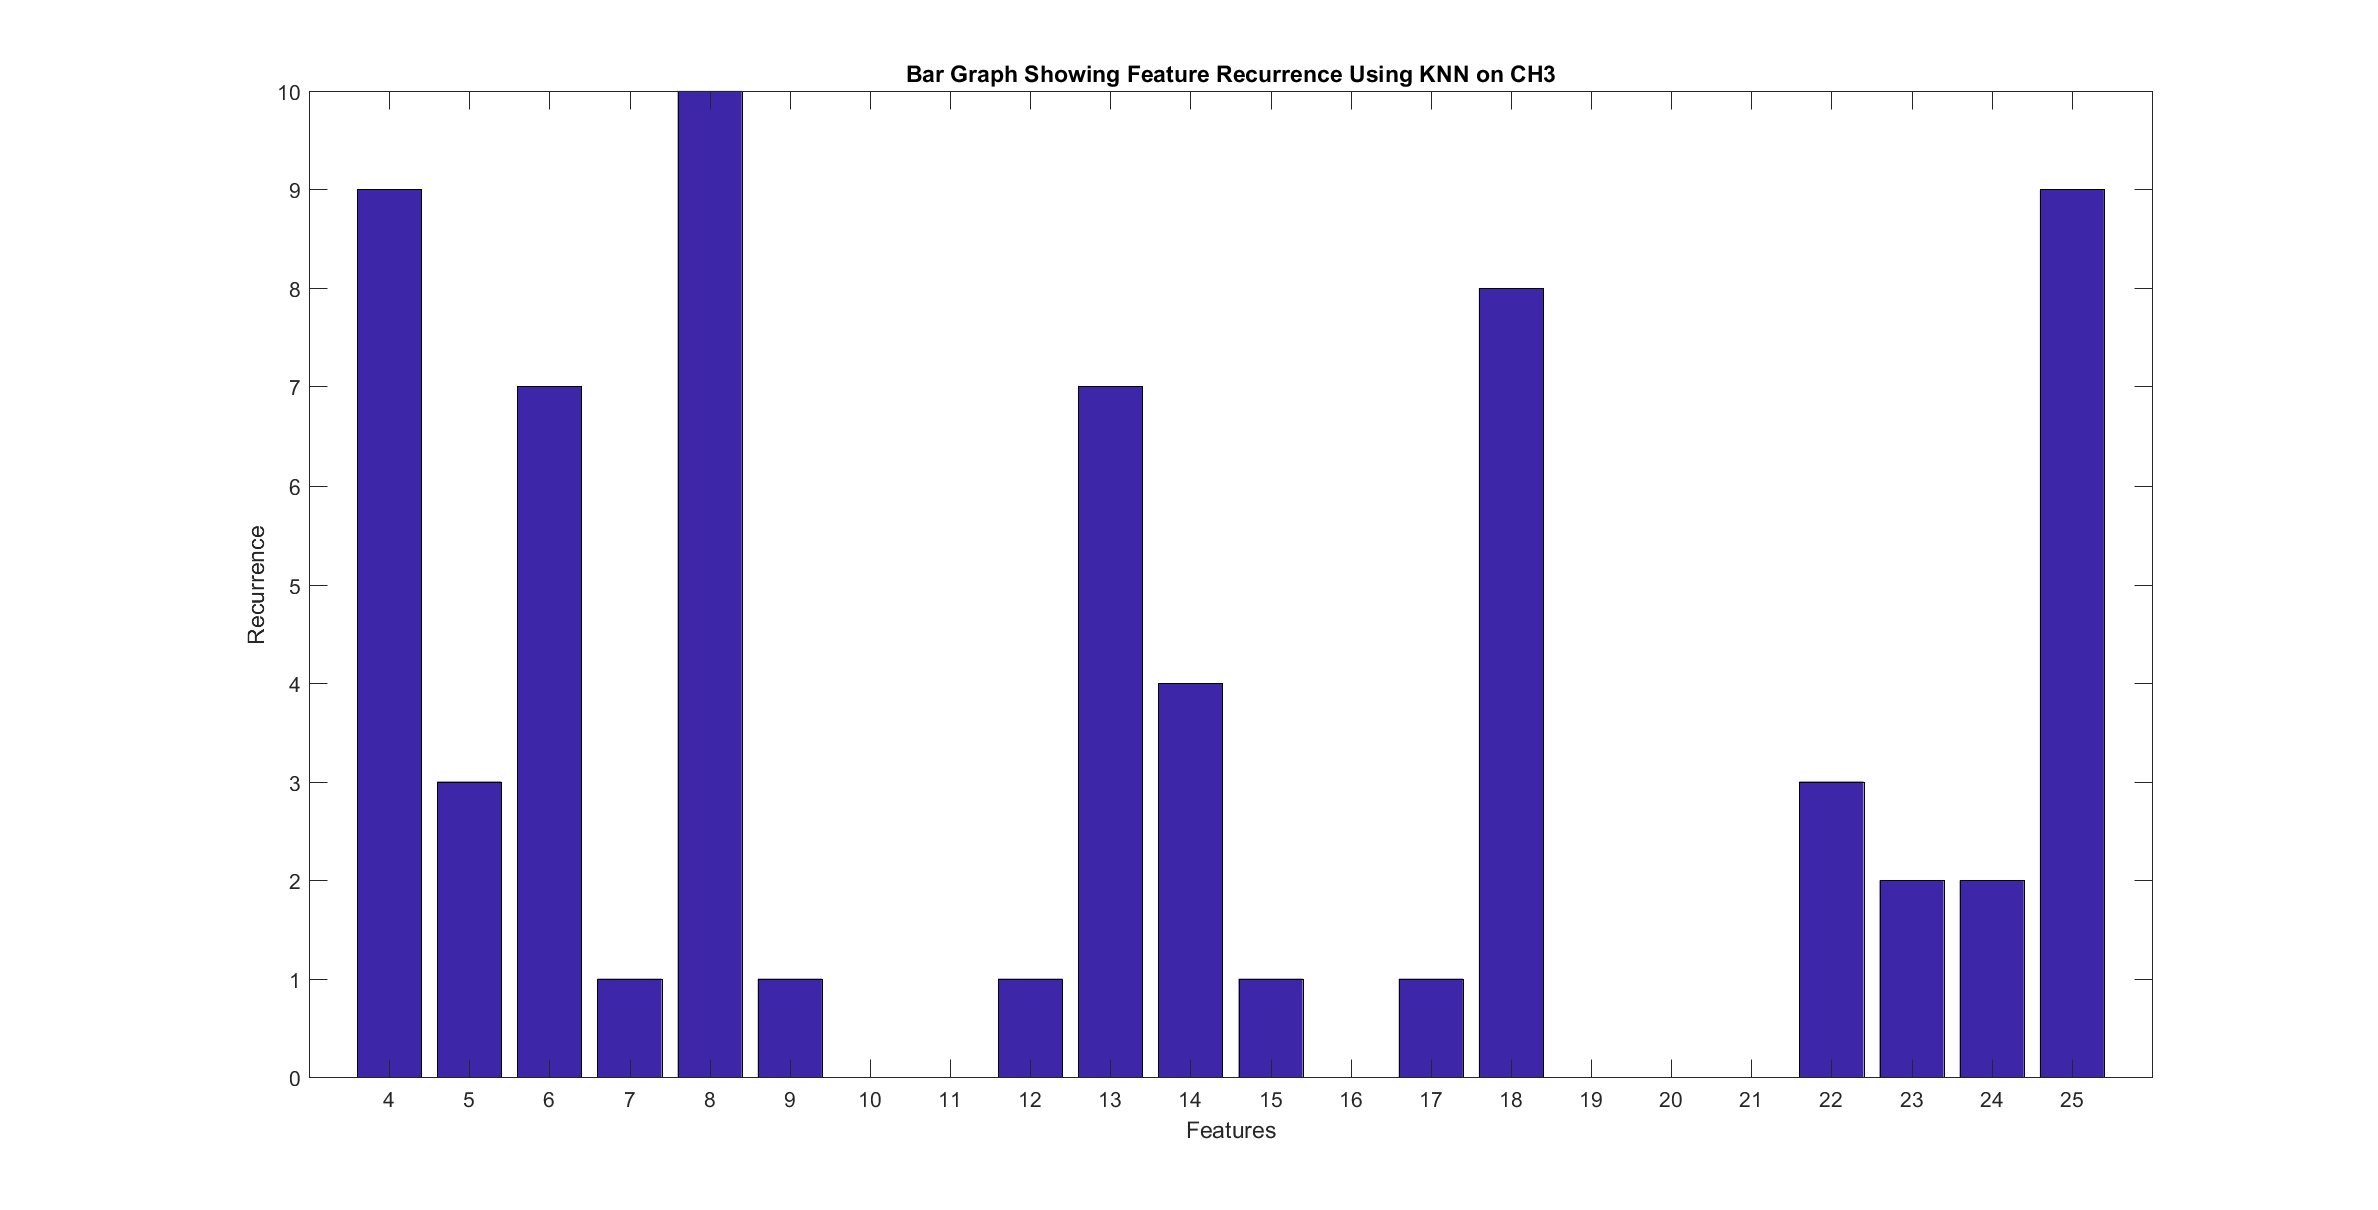 Bar Graph Showing Feature Recurrence Using KNN on CH3
10
9
8
7
6
5
4
3
2
1
0
Recurrence
4 5 6 7 8 9 10 11 12 13 14 15 16 17 18 19 20 21 22 23 24 25
Features